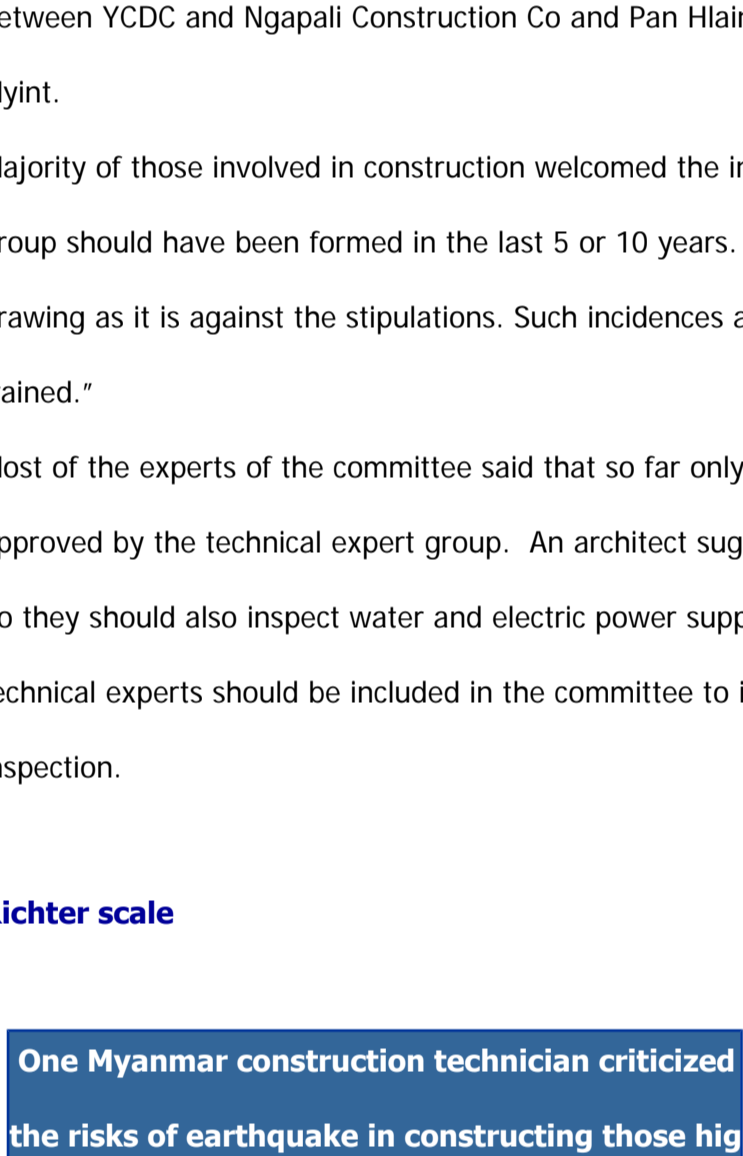 etween YCDC and Ngapali Construction Co and Pan Hlai
yint.
ajority of those involved in construction welcomed the i
roup should have been formed in the last 5 or 10 years.
rawing as it is against the stipulations. Such incidences a
ained.”
ost of the experts of the committee said that so far only
pproved by the technical expert group. An architect sug
o they should also inspect water and electric power supp
echnical experts should be included in the committee to i
spection.
ichter scale
One Myanmar construction technician criticized
the risks of earthquake in constructing those hig